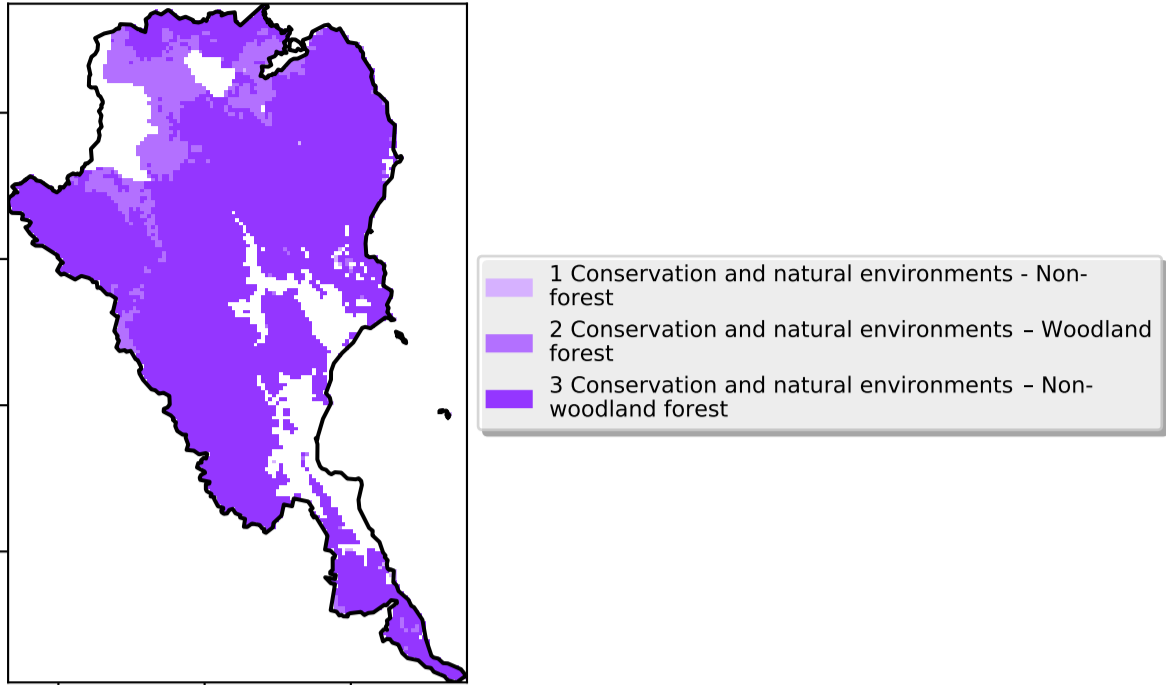 1 Conservation and natural environments - Non-
forest
2 Conservation and natural environments – Woodland
forest
3 Conservation and natural environments – Non-
woodland forest